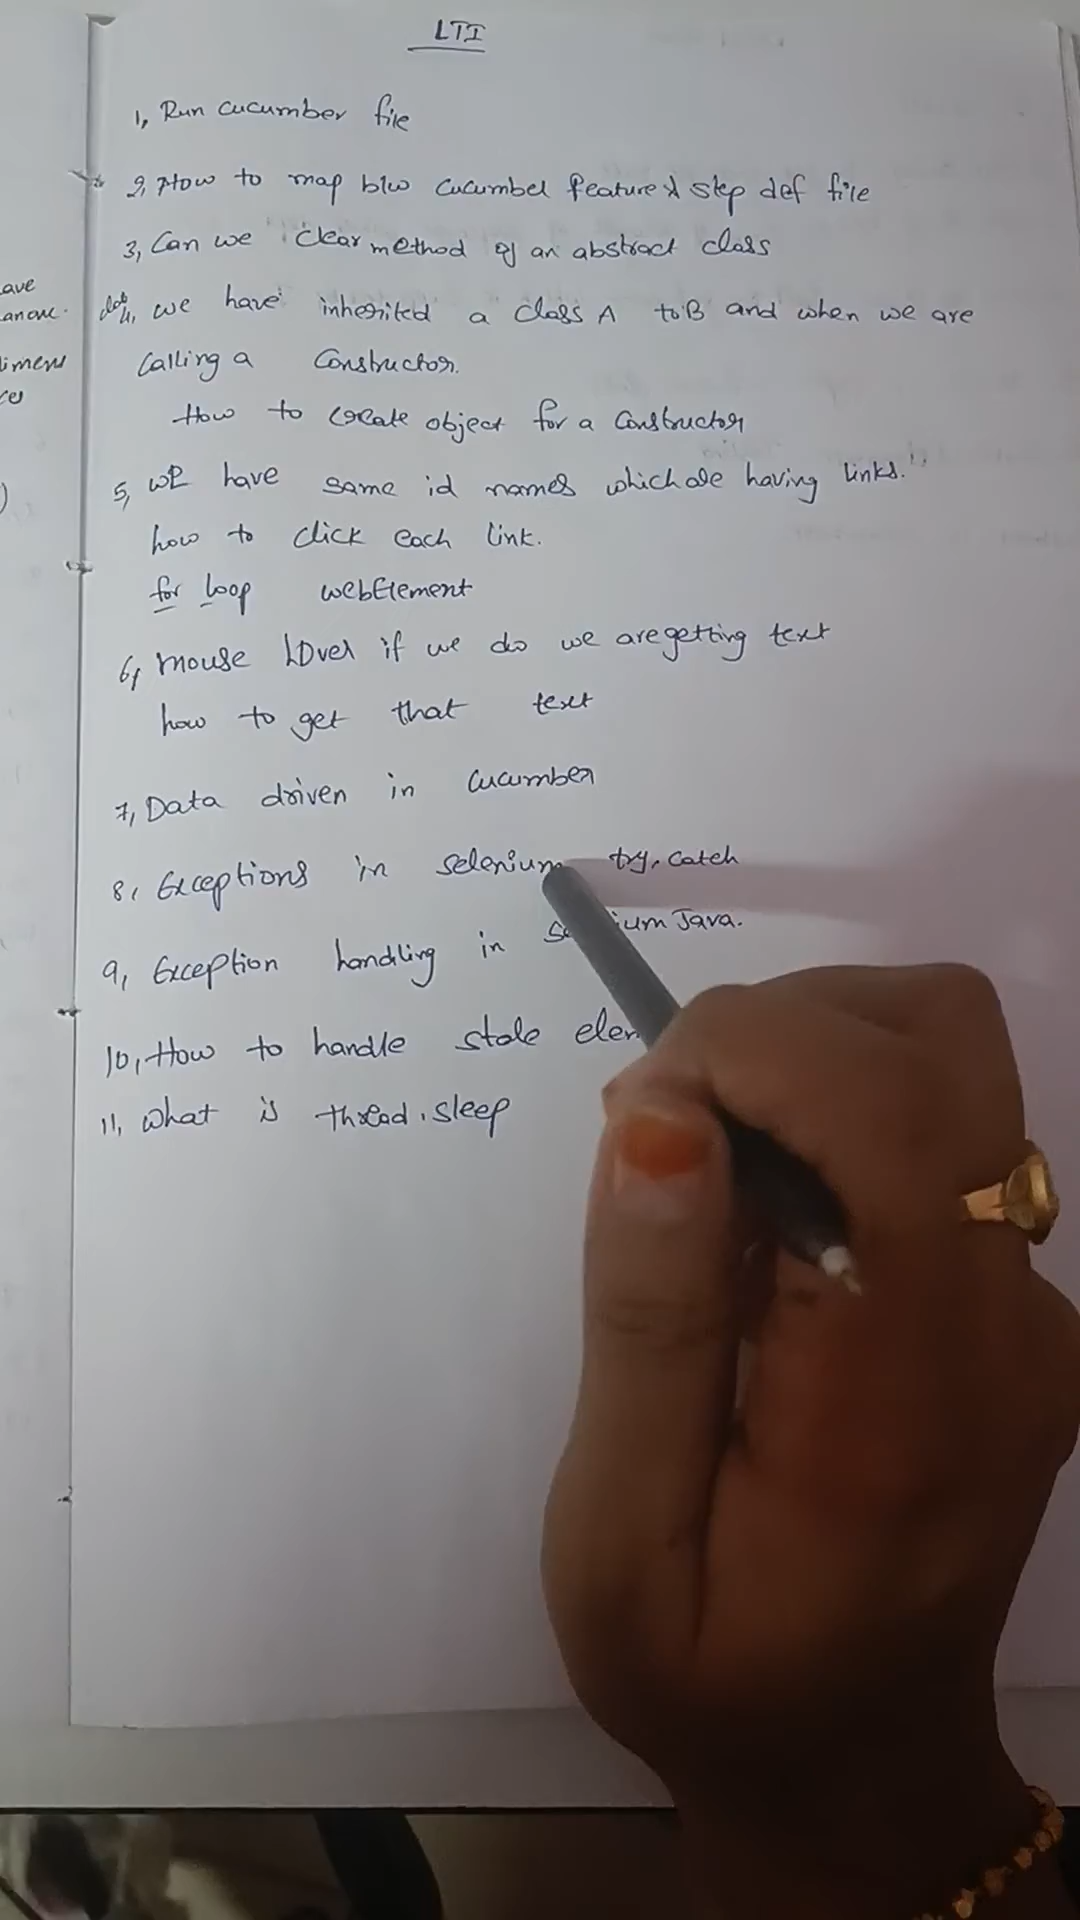 LTI
1, Run cucumber file
2, How to map b/w cucumber feature & step def file
3, Can we clear method of an abstract class
ave
4, we have inherited a class A to B and when we are
anone.
calling a Constructor.
imens
How to create object for a Constructor
5, we have same id names which are having links.
how to click each link.
for loop webElement
6, mouse hover if we do we are getting text
how to get that text
7, Data driven in Cucumber
8, Exceptions in selenium try, catch
9, Exception handling in ium Java.
10, How to handle stale
11, what is thread.sleep